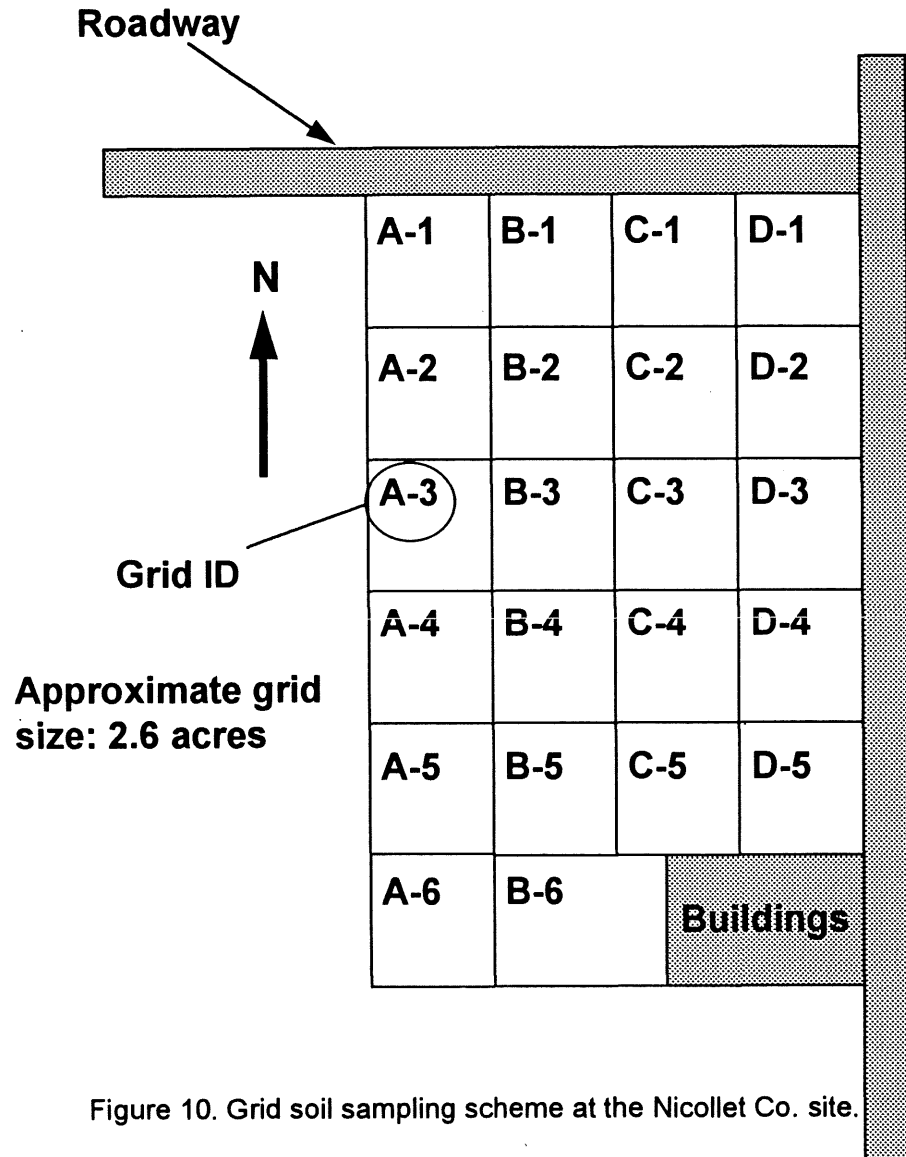 Roadway
A-1 B-1 C-1 D-1
N
A-2 B-2 C-2 D-2
A-3 B-3 C-3 D-3
Grid ID
A-4 B-4 C-4 D-4
Approximate grid
size: 2.6 acres
A-5 B-5 C-5 D-5
A-6 B-6
Buildings
Figure 10. Grid soil sampling scheme at the Nicollet Co. site.